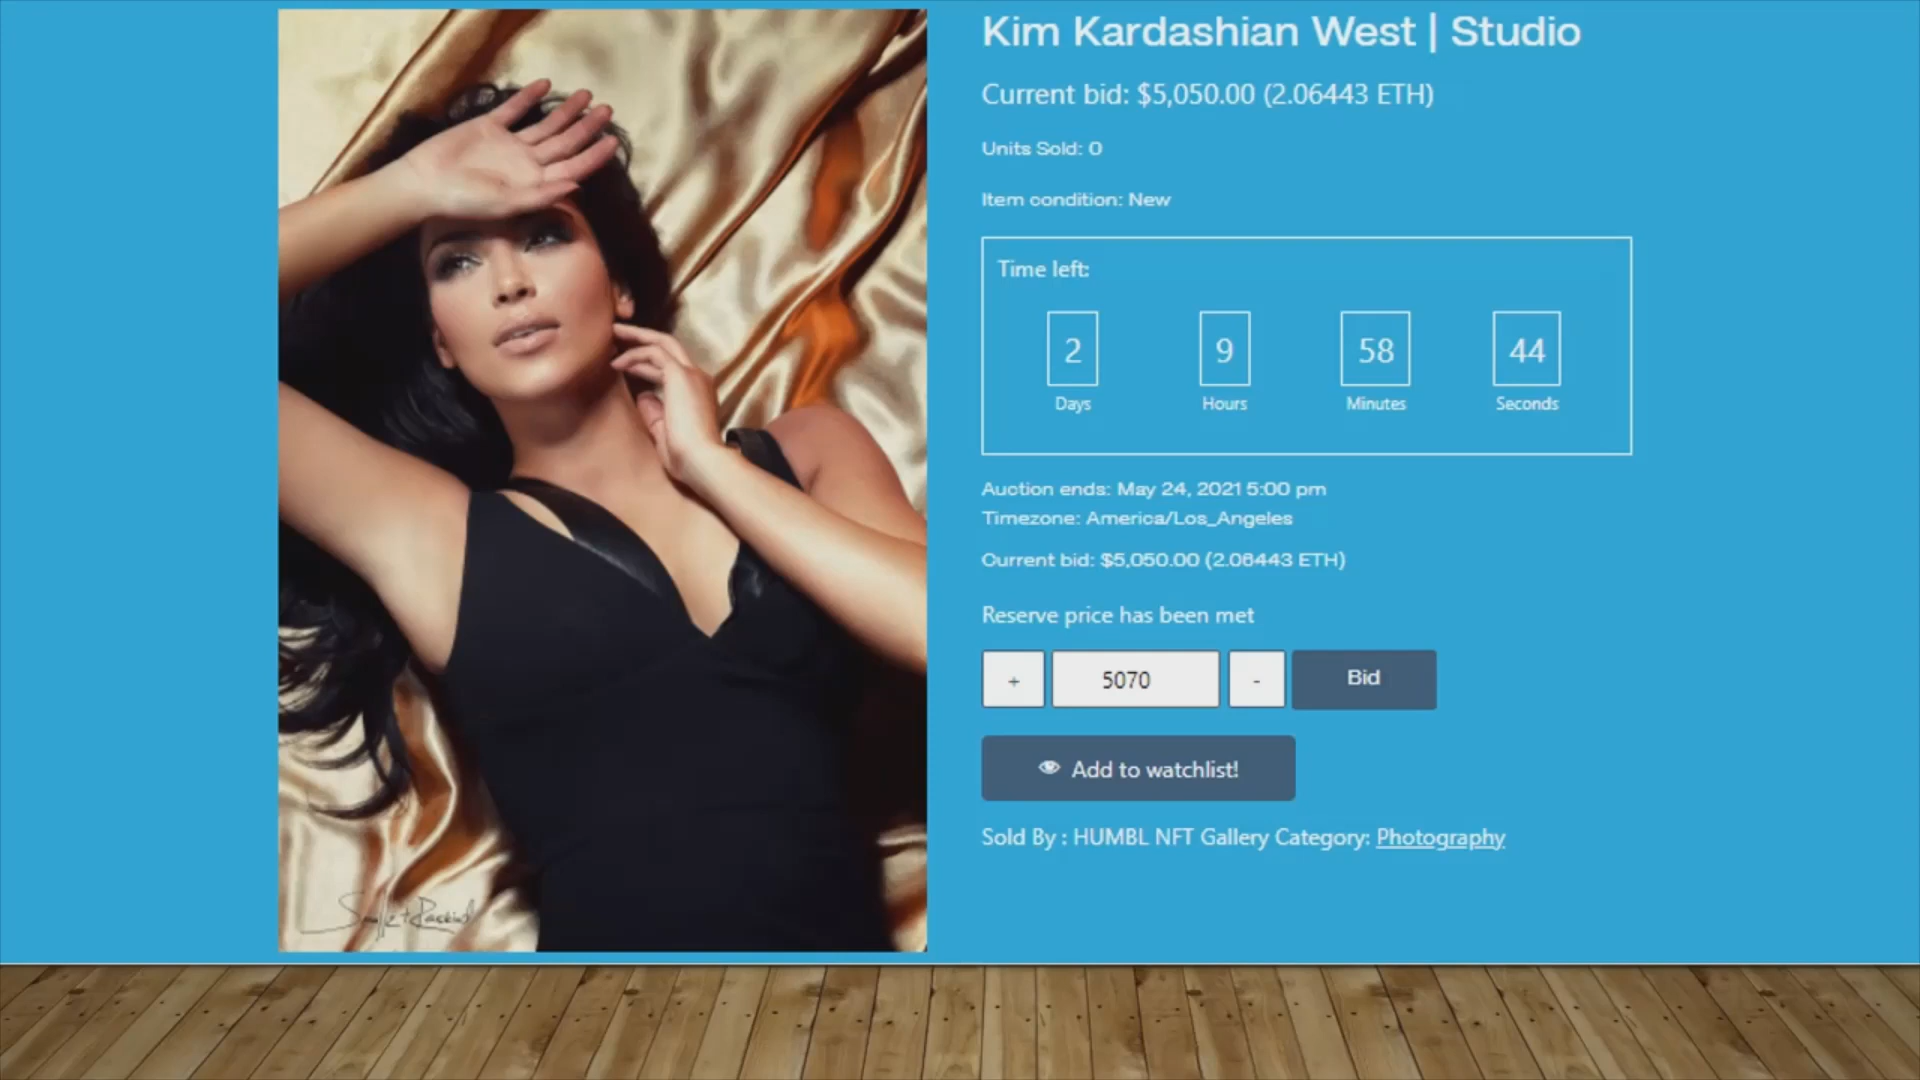 Kim Kardashian West | Studio
Current bid: $5,050.00 (2.06443 ETH)
Units Sold: 0
Item condition: New
Time left:
2 9 58 44
Days Hours Minutes Seconds
Auction ends: May 24, 2021 5:00 pm
Timezone: America/Los_Angeles
Current bid: $5,050.00 (2.06443 ETH)
Reserve price has been met
+ 5070 - Bid
Add to watchlist!
Sold By : HUMBL NFT Gallery Category: Photography